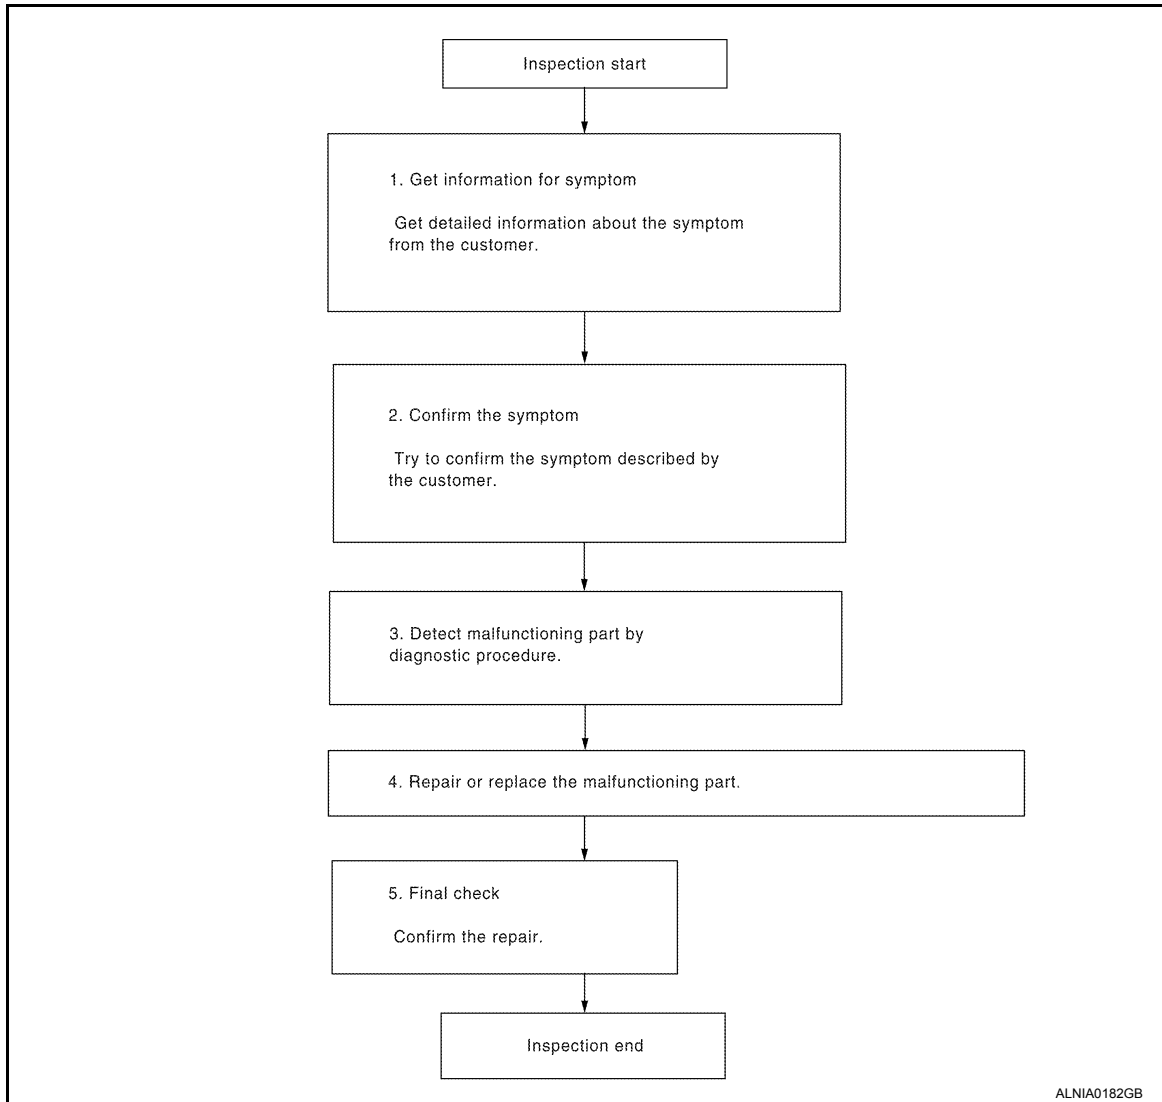 Inspection start
1. Get information for symptom
Get detailed information about the symptom
from the customer.
2. Confirm the symptom
Try to confirm the symptom described by
the customer.
3. Detect malfunctioning part by
diagnostic procedure.
4. Repair or replace the malfunctioning part.
5. Final check
Confirm the repair.
Inspection end
ALNIA0182GB